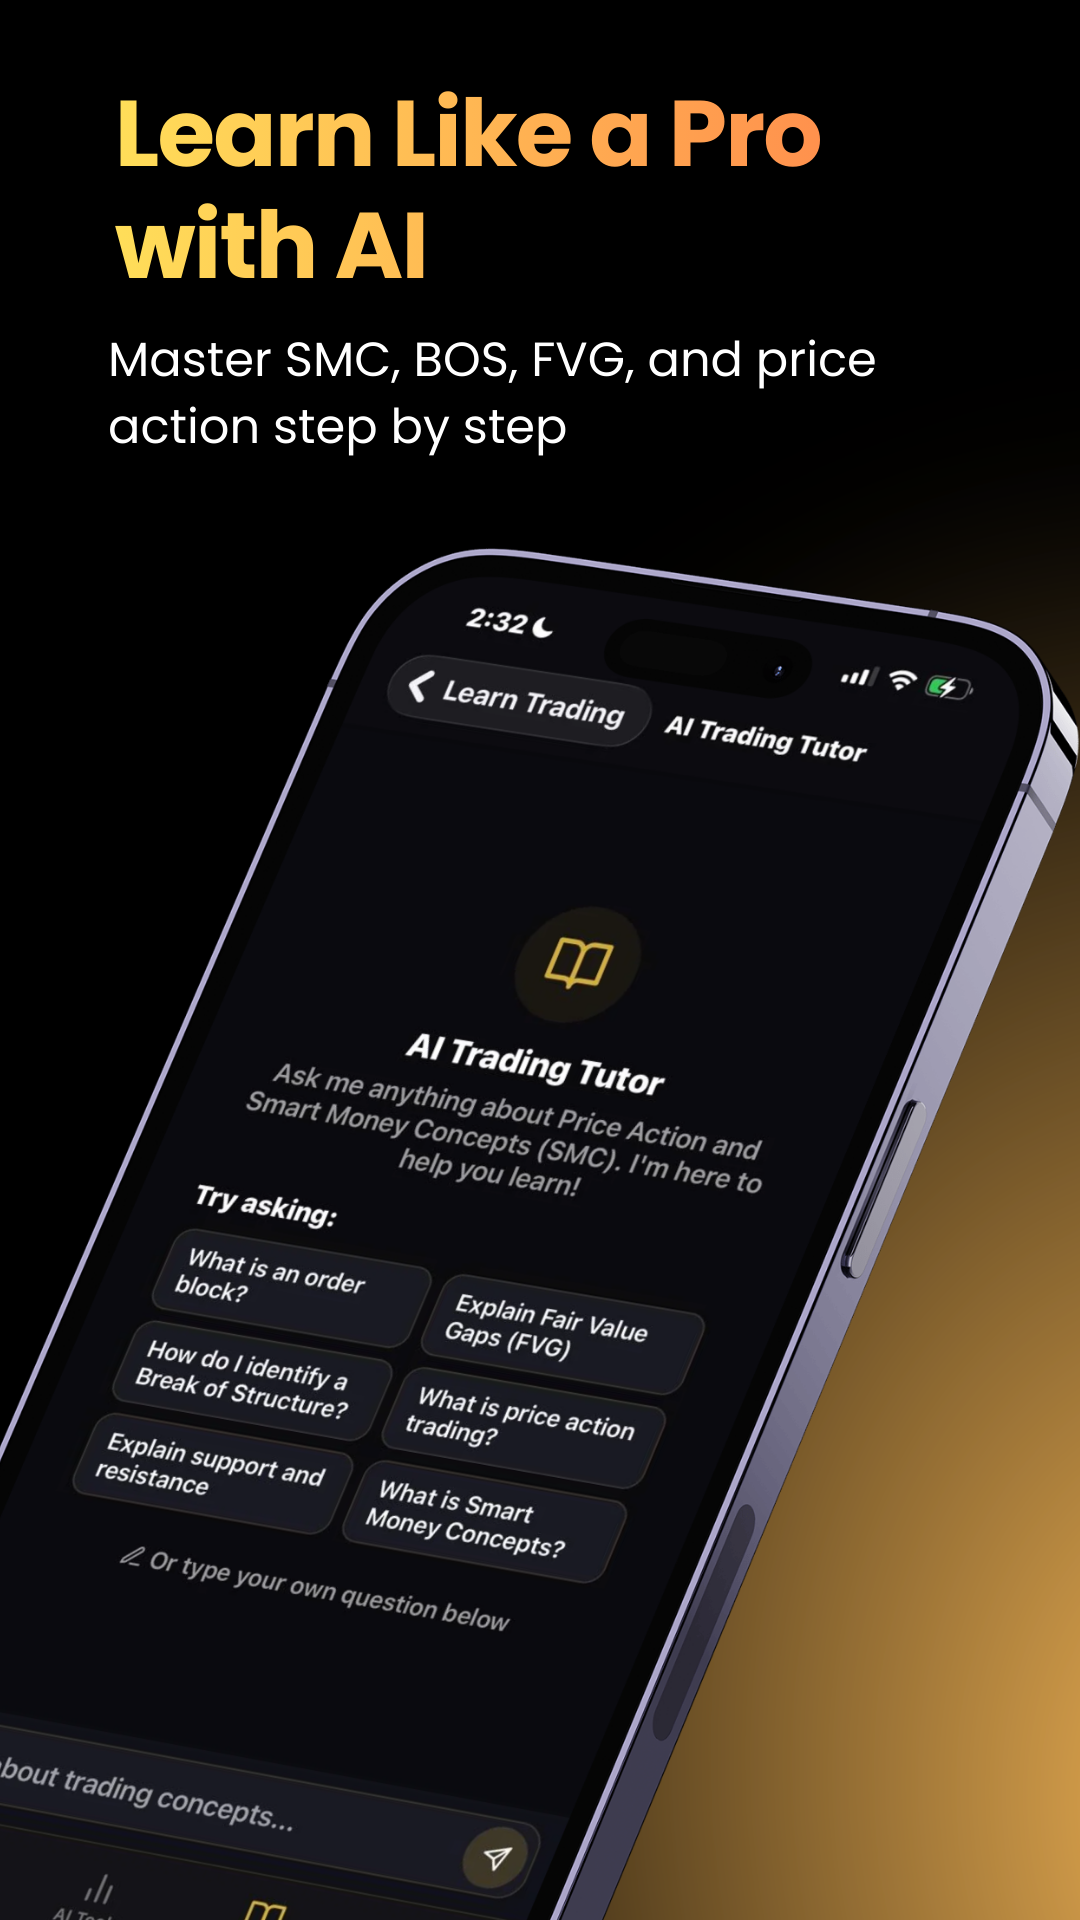 Learn Like a Pro
with AI
Master SMC, BOS, FVG, and price
action step by step
2:32
Learn Trading
AI Trading Tutor
AI Trading Tutor
Ask me anything about Price Action and
Smart Money Concepts (SMC). I'm here to
help you learn!
Try asking:
What is an order
block?
Explain Fair Value
Gaps (FVG)
How do I identify a
Break of Structure?
What is price action
trading?
Explain support and
resistance
What is Smart
Money Concepts?
Or type your own question below
about trading concepts...
AI